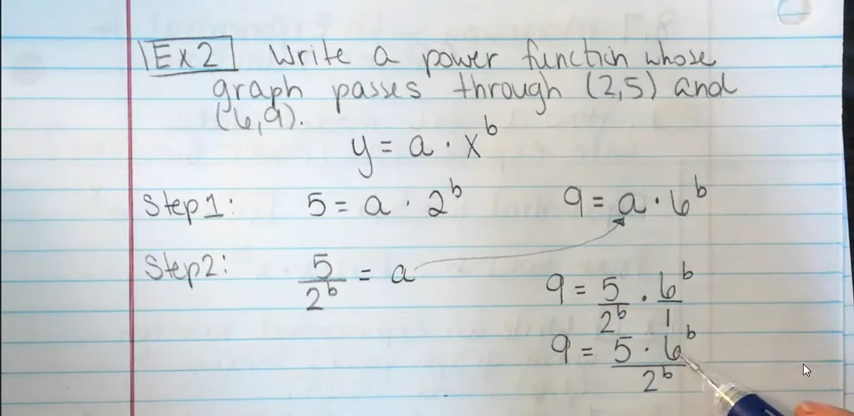 Ex 2 Write a power function whose
graph passes through (2,5) and
(6,9).
y = a · x^b
Step 1: 5 = a · 2^b 9 = a · 6^b
Step 2: 5/2^b = a
9 = 5/2^b · 6^b/1
9 = 5 · 6^b/2^b